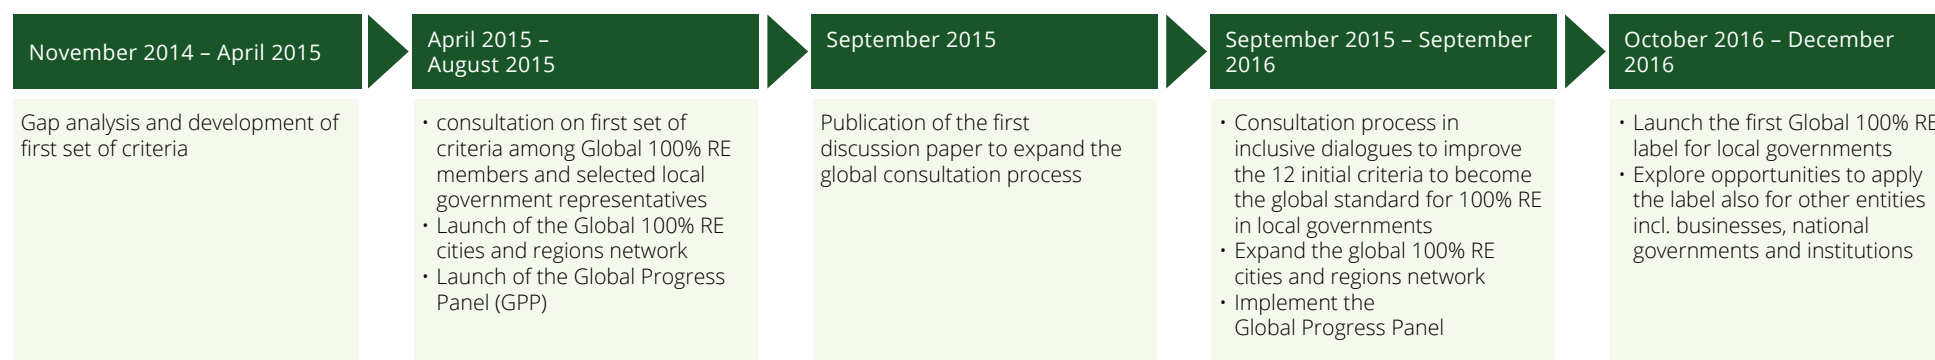 November 2014 – April 2015
Gap analysis and development of
first set of criteria
April 2015 –
August 2015
• consultation on first set of
criteria among Global 100% RE
members and selected local
government representatives
• Launch of the Global 100% RE
cities and regions network
• Launch of the Global Progress
Panel (GPP)
September 2015
Publication of the first
discussion paper to expand the
global consultation process
September 2015 – September
2016
• Consultation process in
inclusive dialogues to improve
the 12 initial criteria to become
the global standard for 100% RE
in local governments
• Expand the global 100% RE
cities and regions network
• Implement the
Global Progress Panel
October 2016 – December
2016
• Launch the first Global 100% RE
label for local governments
• Explore opportunities to apply
the label also for other entities
incl. businesses, national
governments and institutions